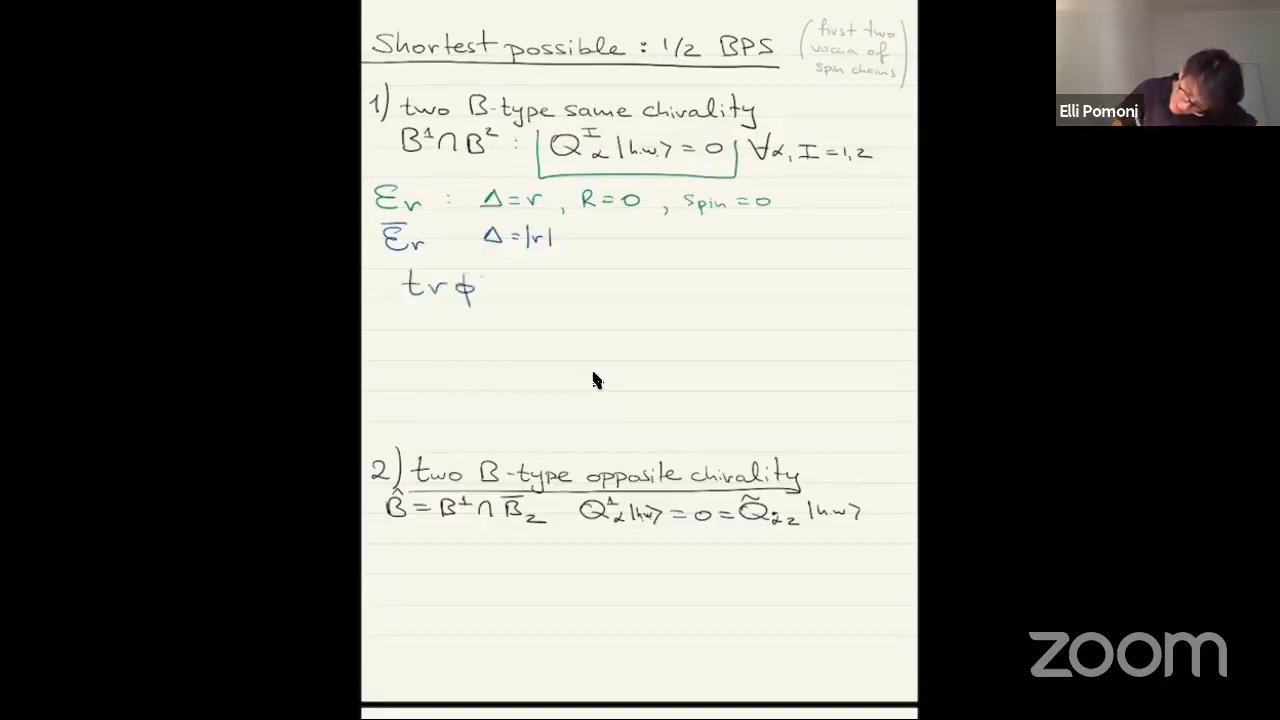 Shortest possible : 1/2 BPS
(first two
vacua of
spin chains)
Elli Pomoni
1) two B-type same chirality
B¹∩B² : Q^I_α |h.w.> = 0 ∀α, I = 1,2
Ɛ_r : Δ = r , R = 0 , spin = 0
Ɛ̅_r Δ = |r|
tr ϕ
2) two B-type opposite chirality
B̂ = B¹∩B̅₂ Q¹_α |h.w> = 0 = Q̃_α̇2 |h.w>
zoom